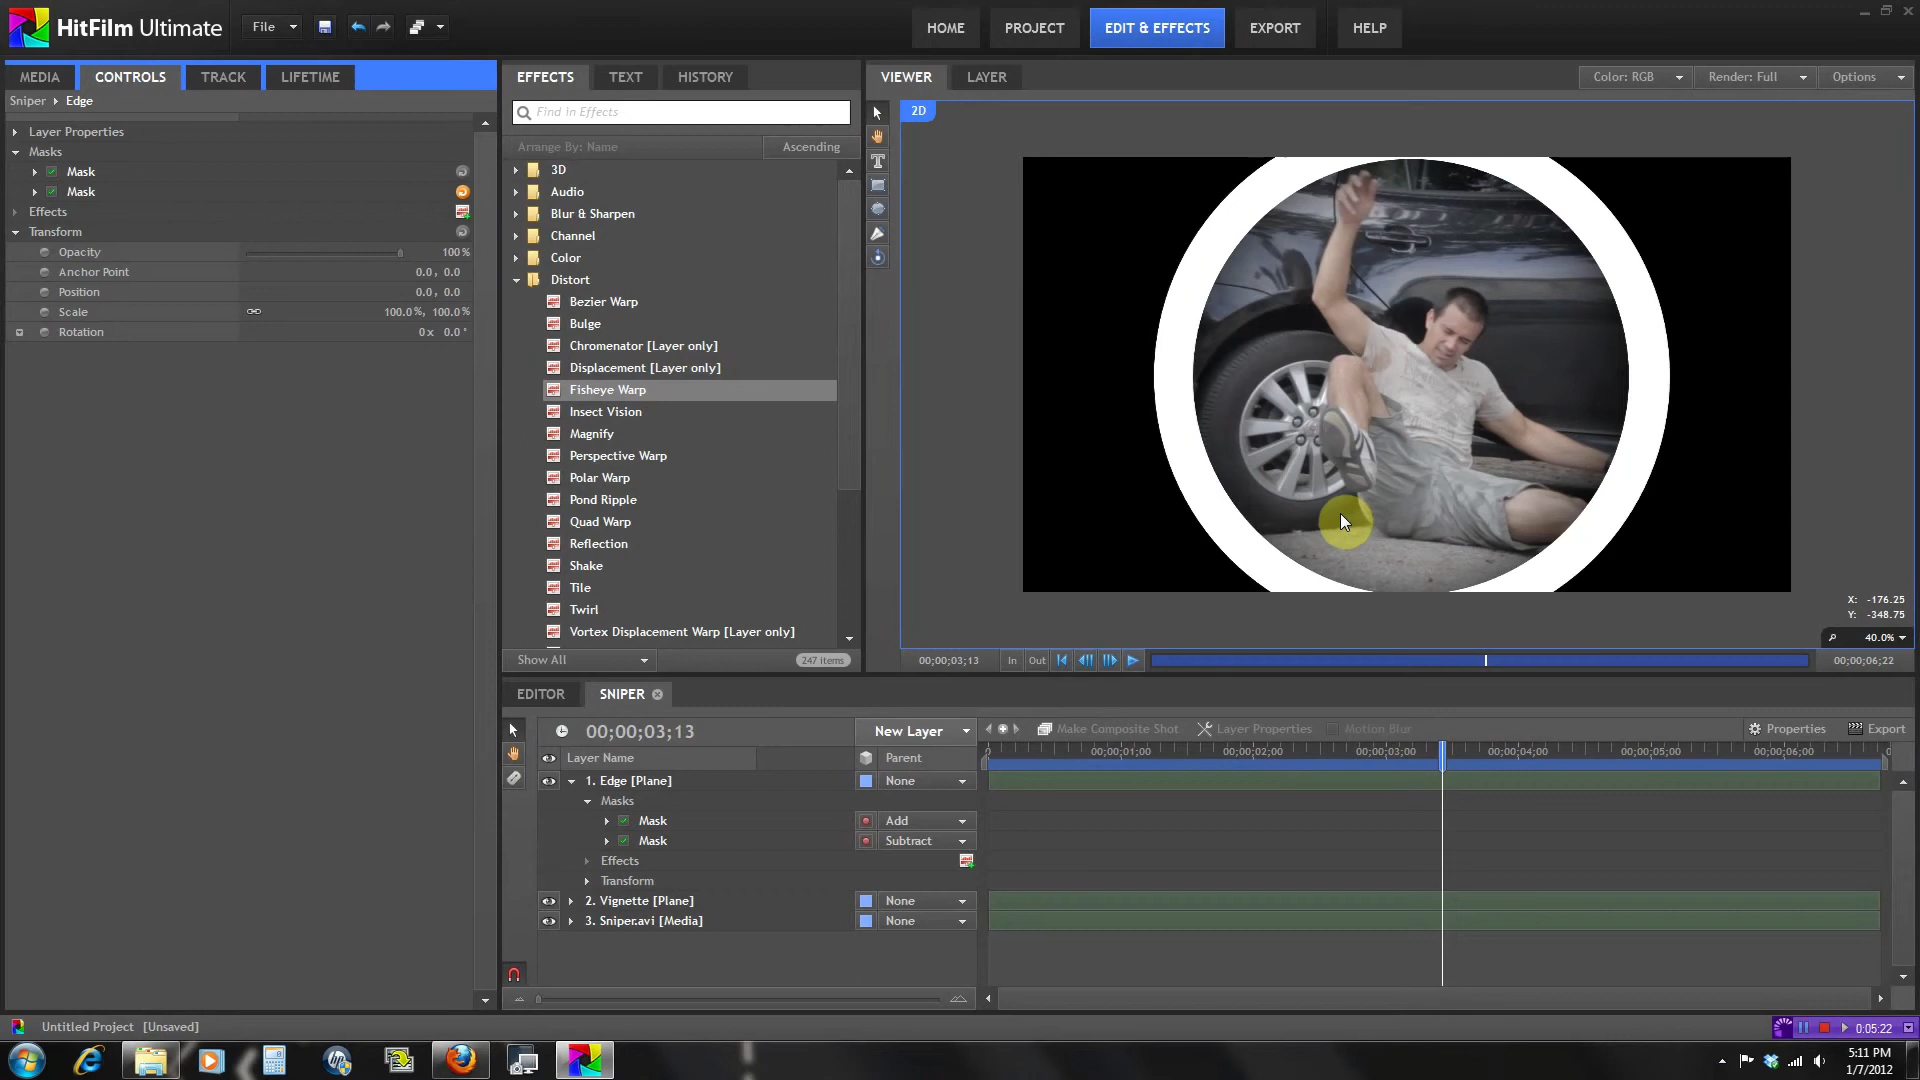 HitFilm Ultimate
File
HOME
PROJECT
EDIT & EFFECTS
EXPORT
HELP
MEDIA
CONTROLS
TRACK
LIFETIME
Sniper Edge
Layer Properties
Masks
Mask
Mask
Effects
Transform
Opacity 100%
Anchor Point 0.0, 0.0
Position 0.0, 0.0
Scale 100.0%, 100.0%
Rotation 0x 0.0°
EFFECTS
TEXT
HISTORY
Find in Effects
Arrange By: Name
Ascending
3D
Audio
Blur & Sharpen
Channel
Color
Distort
Bezier Warp
Bulge
Chromenator [Layer only]
Displacement [Layer only]
Fisheye Warp
Insect Vision
Magnify
Perspective Warp
Polar Warp
Pond Ripple
Quad Warp
Reflection
Shake
Tile
Twirl
Vortex Displacement Warp [Layer only]
Show All
247 items
VIEWER
LAYER
Color: RGB
Render: Full
Options
2D
X: -176.25
Y: -348.75
40.0%
00;00;03;13
In
Out
00;00;06;22
EDITOR
SNIPER
00;00;03;13
New Layer
Make Composite Shot
Layer Properties
Motion Blur
Properties
Export
Layer Name
Parent
0
00;00;01;00
00;00;02;00
00;00;03;00
00;00;04;00
00;00;05;00
00;00;06;00
1. Edge [Plane] None
Masks
Mask Add
Mask Subtract
Effects
Transform
2. Vignette [Plane] None
3. Sniper.avi [Media] None
Untitled Project [Unsaved]
0:05:22
5:11 PM
1/7/2012